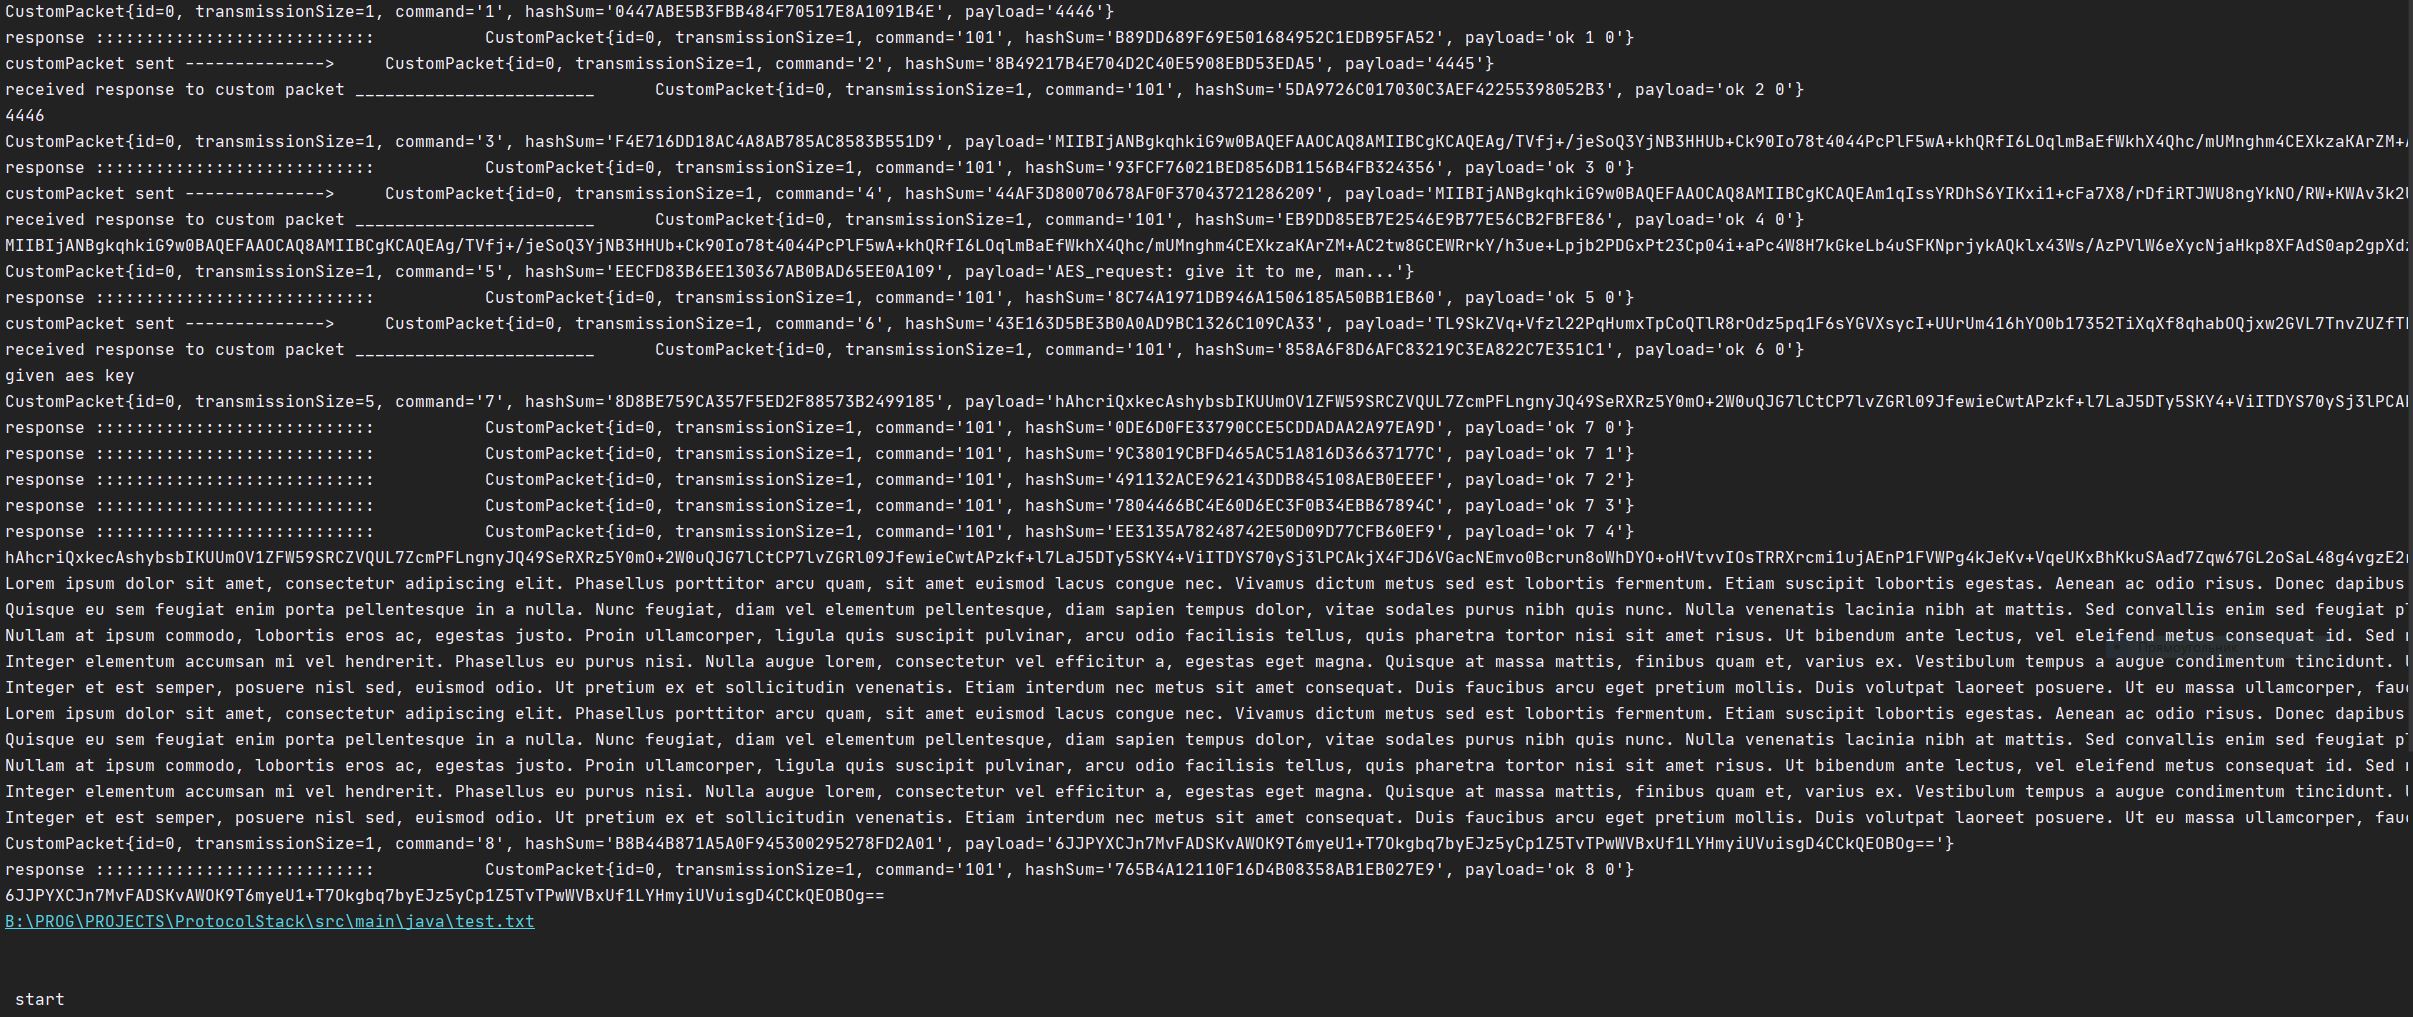 CustomPacket{id=0, transmissionSize=1, command='1', hashSum='0447ABE5B3FBB484F70517E8A1091B4E', payload='4446'}
response ::::::::::::::::::::::::::::           CustomPacket{id=0, transmissionSize=1, command='101', hashSum='B89DD689F69E501684952C1EDB95FA52', payload='ok 1 0'}
customPacket sent -------------->     CustomPacket{id=0, transmissionSize=1, command='2', hashSum='8B49217B4E704D2C40E5908EBD53EDA5', payload='4445'}
received response to custom packet ________________________      CustomPacket{id=0, transmissionSize=1, command='101', hashSum='5DA9726C017030C3AEF42255398052B3', payload='ok 2 0'}
4446
CustomPacket{id=0, transmissionSize=1, command='3', hashSum='F4E716DD18AC4A8AB785AC8583B551D9', payload='MIIBIjANBgkqhkiG9w0BAQEFAAOCAQ8AMIIBCgKCAQEAg/TVfj+/jeSoQ3YjNB3HHUb+Ck90Io78t4044PcPlF5wA+khQRfI6LOqlmBaEfWkhX4Qhc/mUMnghm4CEXkzaKArZM+A
response ::::::::::::::::::::::::::::           CustomPacket{id=0, transmissionSize=1, command='101', hashSum='93FCF76021BED856DB1156B4FB324356', payload='ok 3 0'}
customPacket sent -------------->     CustomPacket{id=0, transmissionSize=1, command='4', hashSum='44AF3D80070678AF0F37043721286209', payload='MIIBIjANBgkqhkiG9w0BAQEFAAOCAQ8AMIIBCgKCAQEAm1qIssYRDhS6YIKxi1+cFa7X8/rDfiRTJWU8ngYkNO/RW+KWAv3k2U
received response to custom packet ________________________      CustomPacket{id=0, transmissionSize=1, command='101', hashSum='EB9DD85EB7E2546E9B77E56CB2FBFE86', payload='ok 4 0'}
MIIBIjANBgkqhkiG9w0BAQEFAAOCAQ8AMIIBCgKCAQEAg/TVfj+/jeSoQ3YjNB3HHUb+Ck90Io78t4044PcPlF5wA+khQRfI6LOqlmBaEfWkhX4Qhc/mUMnghm4CEXkzaKArZM+AC2tw8GCEWRrkY/h3ue+Lpjb2PDGxPt23Cp04i+aPc4W8H7kGkeLb4uSFKNprjykAQklx43Ws/AzPVlW6eXycNjaHkp8XFAdS0ap2gpXdz
CustomPacket{id=0, transmissionSize=1, command='5', hashSum='EECFD83B6EE130367AB0BAD65EE0A109', payload='AES_request: give it to me, man...'}
response ::::::::::::::::::::::::::::           CustomPacket{id=0, transmissionSize=1, command='101', hashSum='8C74A1971DB946A1506185A50BB1EB60', payload='ok 5 0'}
customPacket sent -------------->     CustomPacket{id=0, transmissionSize=1, command='6', hashSum='43E163D5BE3B0A0AD9BC1326C109CA33', payload='TL9SkZVq+Vfzl22PqHumxTpCoQTlR8rOdz5pq1F6sYGVXsycI+UUrUm416hYO0b17352TiXqXf8qhabOQjxw2GVL7TnvZUZfT
received response to custom packet ________________________      CustomPacket{id=0, transmissionSize=1, command='101', hashSum='858A6F8D6AFC83219C3EA822C7E351C1', payload='ok 6 0'}
given aes key
CustomPacket{id=0, transmissionSize=5, command='7', hashSum='8D8BE759CA357F5ED2F88573B2499185', payload='hAhcriQxkecAshybsbIKUUmOV1ZFW59SRCZVQUL7ZcmPFLngnyJQ49SeRXRz5Y0mO+2W0uQJG7lCtCP7lvZGRl09JfewieCwtAPzkf+l7LaJ5DTy5SKY4+ViITDYS70ySj3lPCA
response ::::::::::::::::::::::::::::           CustomPacket{id=0, transmissionSize=1, command='101', hashSum='0DE6D0FE33790CCE5CDDADAA2A97EA9D', payload='ok 7 0'}
response ::::::::::::::::::::::::::::           CustomPacket{id=0, transmissionSize=1, command='101', hashSum='9C38019CBFD465AC51A816D36637177C', payload='ok 7 1'}
response ::::::::::::::::::::::::::::           CustomPacket{id=0, transmissionSize=1, command='101', hashSum='491132ACE962143DDB845108AEB0EEEF', payload='ok 7 2'}
response ::::::::::::::::::::::::::::           CustomPacket{id=0, transmissionSize=1, command='101', hashSum='7804466BC4E60D6EC3F0B34EBB67894C', payload='ok 7 3'}
response ::::::::::::::::::::::::::::           CustomPacket{id=0, transmissionSize=1, command='101', hashSum='EE3135A78248742E50D09D77CFB60EF9', payload='ok 7 4'}
hAhcriQxkecAshybsbIKUUmOV1ZFW59SRCZVQUL7ZcmPFLngnyJQ49SeRXRz5Y0mO+2W0uQJG7lCtCP7lvZGRl09JfewieCwtAPzkf+l7LaJ5DTy5SKY4+ViITDYS70ySj3lPCAkjX4FJD6VGacNEmvo0Bcrun8oWhDYO+oHVtvvIOsTRRXrcmi1ujAEnP1FVWPg4kJeKv+VqeUKxBhKkuSAad7Zqw67GL2oSaL48g4vgzE2
Lorem ipsum dolor sit amet, consectetur adipiscing elit. Phasellus porttitor arcu quam, sit amet euismod lacus congue nec. Vivamus dictum metus sed est lobortis fermentum. Etiam suscipit lobortis egestas. Aenean ac odio risus. Donec dapibus
Quisque eu sem feugiat enim porta pellentesque in a nulla. Nunc feugiat, diam vel elementum pellentesque, diam sapien tempus dolor, vitae sodales purus nibh quis nunc. Nulla venenatis lacinia nibh at mattis. Sed convallis enim sed feugiat
Nullam at ipsum commodo, lobortis eros ac, egestas justo. Proin ullamcorper, ligula quis suscipit pulvinar, arcu odio facilisis tellus, quis pharetra tortor nisi sit amet risus. Ut bibendum ante lectus, vel eleifend metus consequat id. Sed
Integer elementum accumsan mi vel hendrerit. Phasellus eu purus nisi. Nulla augue lorem, consectetur vel efficitur a, egestas eget magna. Quisque at massa mattis, finibus quam et, varius ex. Vestibulum tempus a augue condimentum tincidunt.
Integer et est semper, posuere nisl sed, euismod odio. Ut pretium ex et sollicitudin venenatis. Etiam interdum nec metus sit amet consequat. Duis faucibus arcu eget pretium mollis. Duis volutpat laoreet posuere. Ut eu massa ullamcorper,
Lorem ipsum dolor sit amet, consectetur adipiscing elit. Phasellus porttitor arcu quam, sit amet euismod lacus congue nec. Vivamus dictum metus sed est lobortis fermentum. Etiam suscipit lobortis egestas. Aenean ac odio risus. Donec dapibus
Quisque eu sem feugiat enim porta pellentesque in a nulla. Nunc feugiat, diam vel elementum pellentesque, diam sapien tempus dolor, vitae sodales purus nibh quis nunc. Nulla venenatis lacinia nibh at mattis. Sed convallis enim sed feugiat
Nullam at ipsum commodo, lobortis eros ac, egestas justo. Proin ullamcorper, ligula quis suscipit pulvinar, arcu odio facilisis tellus, quis pharetra tortor nisi sit amet risus. Ut bibendum ante lectus, vel eleifend metus consequat id. Sed
Integer elementum accumsan mi vel hendrerit. Phasellus eu purus nisi. Nulla augue lorem, consectetur vel efficitur a, egestas eget magna. Quisque at massa mattis, finibus quam et, varius ex. Vestibulum tempus a augue condimentum tincidunt.
Integer et est semper, posuere nisl sed, euismod odio. Ut pretium ex et sollicitudin venenatis. Etiam interdum nec metus sit amet consequat. Duis faucibus arcu eget pretium mollis. Duis volutpat laoreet posuere. Ut eu massa ullamcorper,
CustomPacket{id=0, transmissionSize=1, command='8', hashSum='B8B44B871A5A0F945300295278FD2A01', payload='6JJPYXCJn7MvFADSKvAWOK9T6myeU1+T7Okgbq7byEJz5yCp1Z5TvTPwWVBxUf1LYHmyiUVuisgD4CCkQEOBOg=='}
response ::::::::::::::::::::::::::::           CustomPacket{id=0, transmissionSize=1, command='101', hashSum='765B4A12110F16D4B08358AB1EB027E9', payload='ok 8 0'}
6JJPYXCJn7MvFADSKvAWOK9T6myeU1+T7Okgbq7byEJz5yCp1Z5TvTPwWVBxUf1LYHmyiUVuisgD4CCkQEOBOg==
B:\PROG\PROJECTS\ProtocolStack\src\main\java\test.txt
start